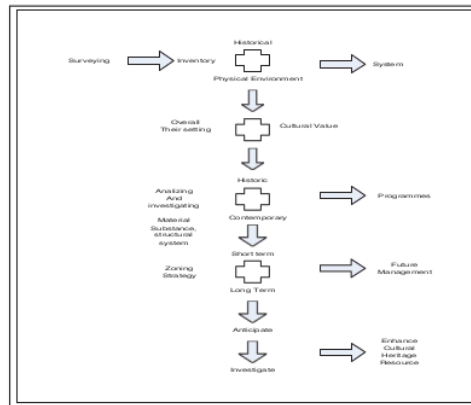 Historical
Surveying
Inventory
Physical Environment
System
Overall
Their setting
Cultural Value
Historic
Analizing
And
investigating
Contemporary
Programmes
Material
Substance,
structural
system
Short term
Zoning
Strategy
Long Term
Future
Management
Anticipate
Investigate
Enhance
Cultural
Heritage
Resource